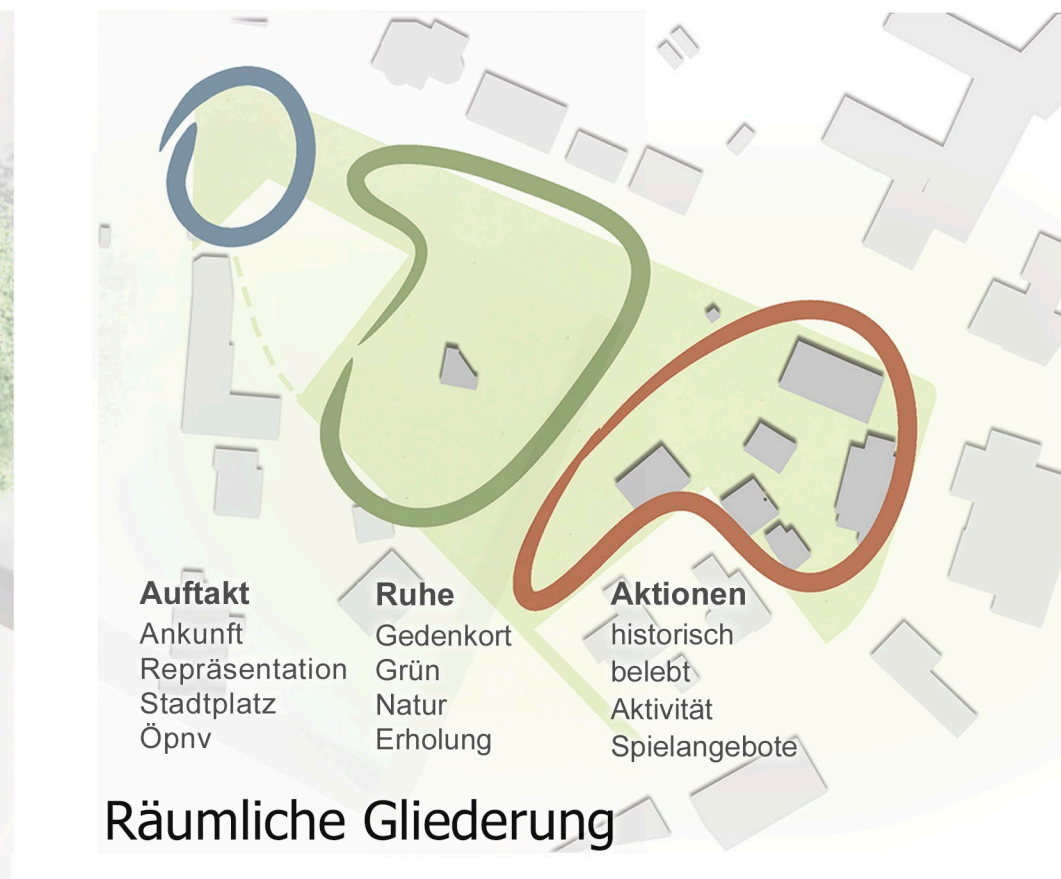 Auftakt
Ankunft
Repräsentation
Stadtplatz
Öpnv
Ruhe
Gedenkort
Grün
Natur
Erholung
Aktionen
historisch
belebt
Aktivität
Spielangebote
Räumliche Gliederung